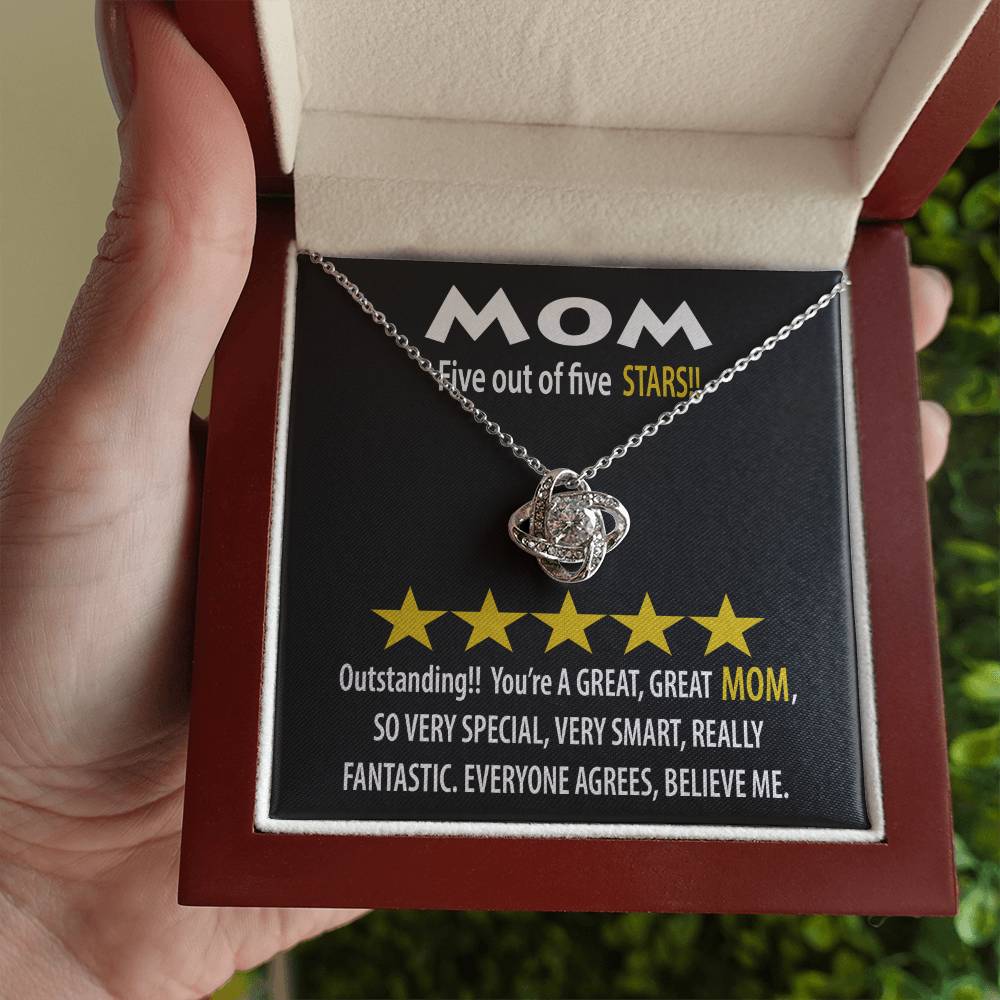 MOM
Five out of five STARS!!
Outstanding!! You're A GREAT, GREAT MOM,
SO VERY SPECIAL, VERY SMART, REALLY
FANTASTIC. EVERYONE AGREES, BELIEVE ME.